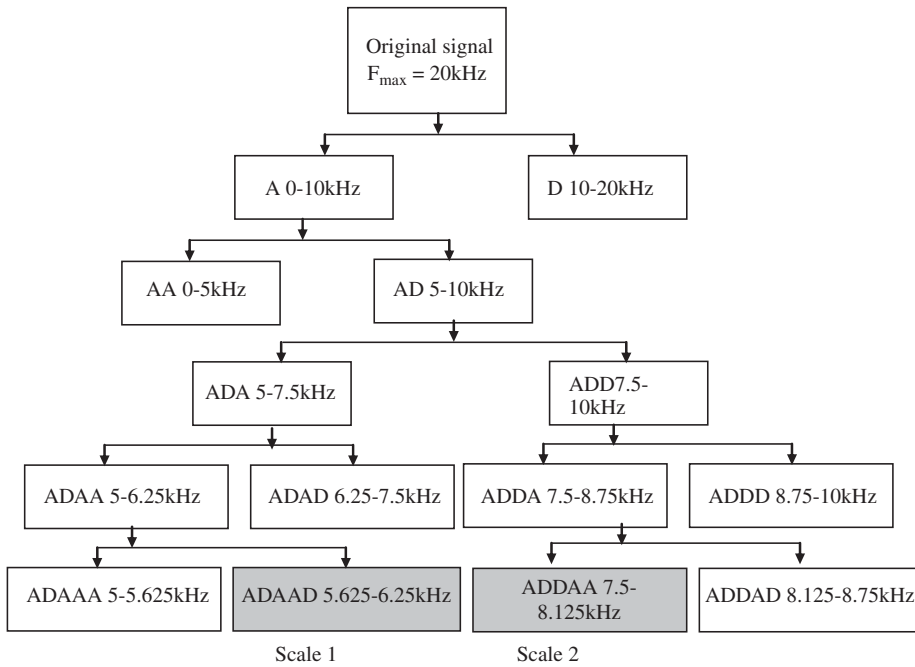 Original signal
Fmax = 20kHz
A 0-10kHz
D 10-20kHz
AA 0-5kHz
AD 5-10kHz
ADA 5-7.5kHz
ADD7.5-
10kHz
ADAA 5-6.25kHz
ADAD 6.25-7.5kHz
ADDA 7.5-8.75kHz
ADDD 8.75-10kHz
ADAAA 5-5.625kHz
ADAAD 5.625-6.25kHz
ADDAA 7.5-
8.125kHz
ADDAD 8.125-8.75kHz
Scale 1
Scale 2